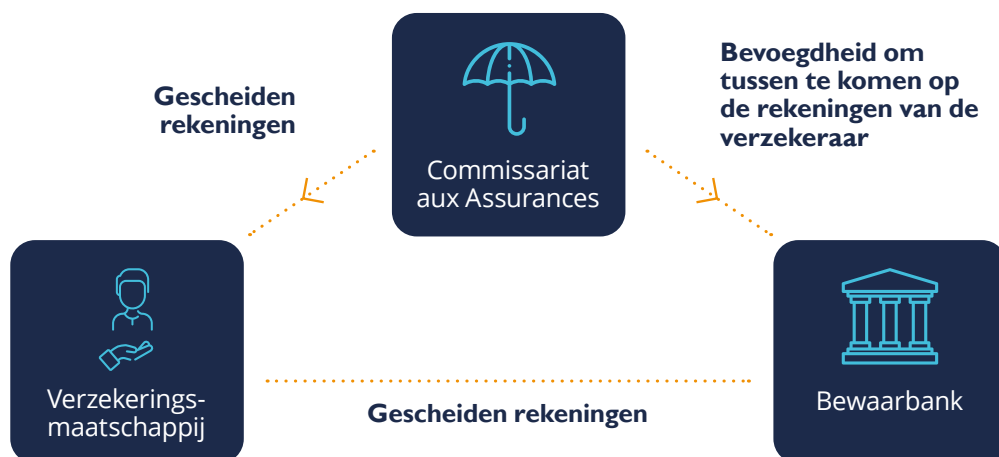 Gescheiden
rekeningen
Commissariat
aux Assurances
Bevoegdheid om
tussen te komen op
de rekeningen van de
verzekeraar
Verzekerings-
maatschappij
Gescheiden rekeningen
Bewaarbank